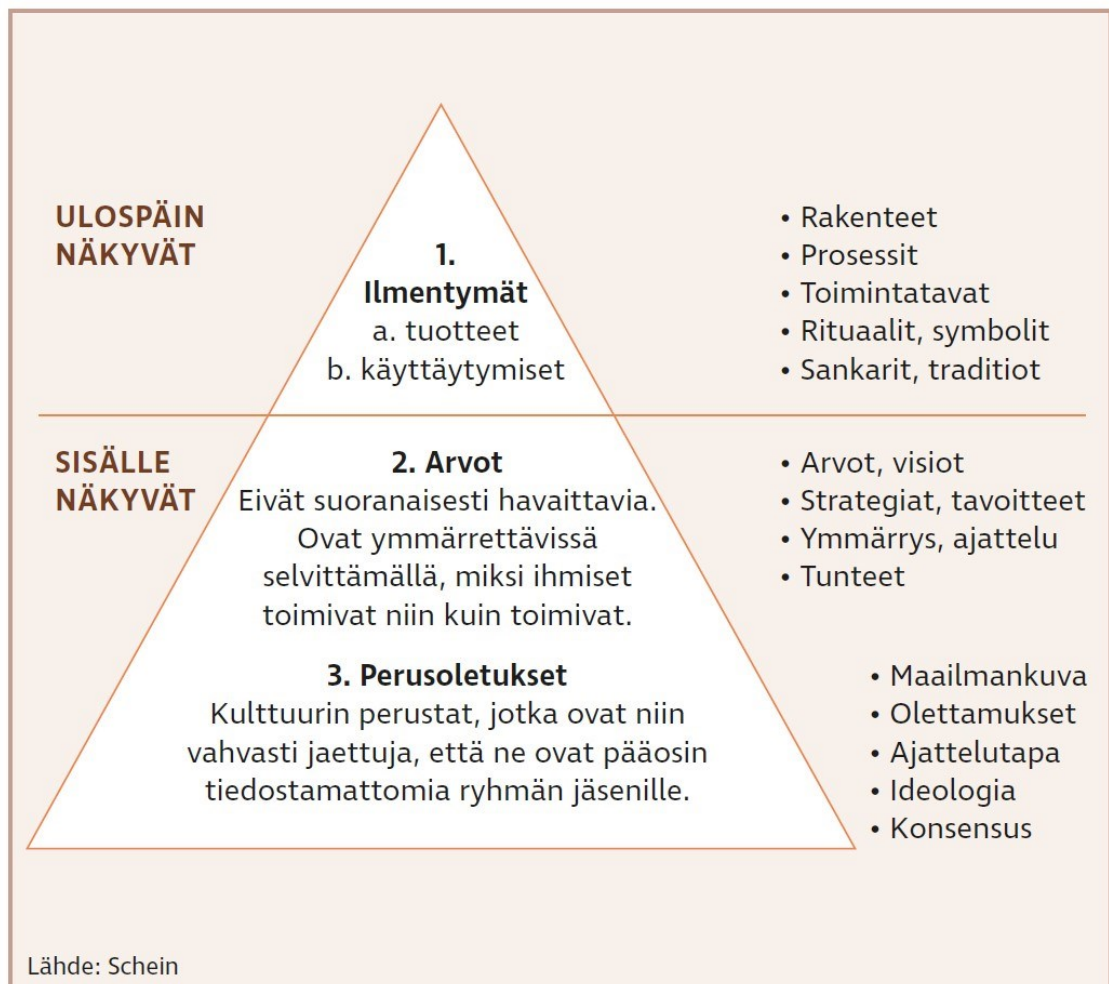 ULOSPÄIN
NÄKYVÄT
1.
Ilmentymät
a. tuotteet
b. käyttäytymiset
• Rakenteet
• Prosessit
• Toimintatavat
• Rituaalit, symbolit
• Sankarit, traditiot
SISÄLLE
NÄKYVÄT
2. Arvot
Eivät suoranaisesti havaittavia.
Ovat ymmärrettävissä
selvittämällä, miksi ihmiset
toimivat niin kuin toimivat.
• Arvot, visiot
• Strategiat, tavoitteet
• Ymmärrys, ajattelu
• Tunteet
3. Perusoletukset
Kulttuurin perustat, jotka ovat niin
vahvasti jaettuja, että ne ovat pääosin
tiedostamattomia ryhmän jäsenille.
• Maailmankuva
• Olettamukset
• Ajattelutapa
• Ideologia
• Konsensus
Lähde: Schein